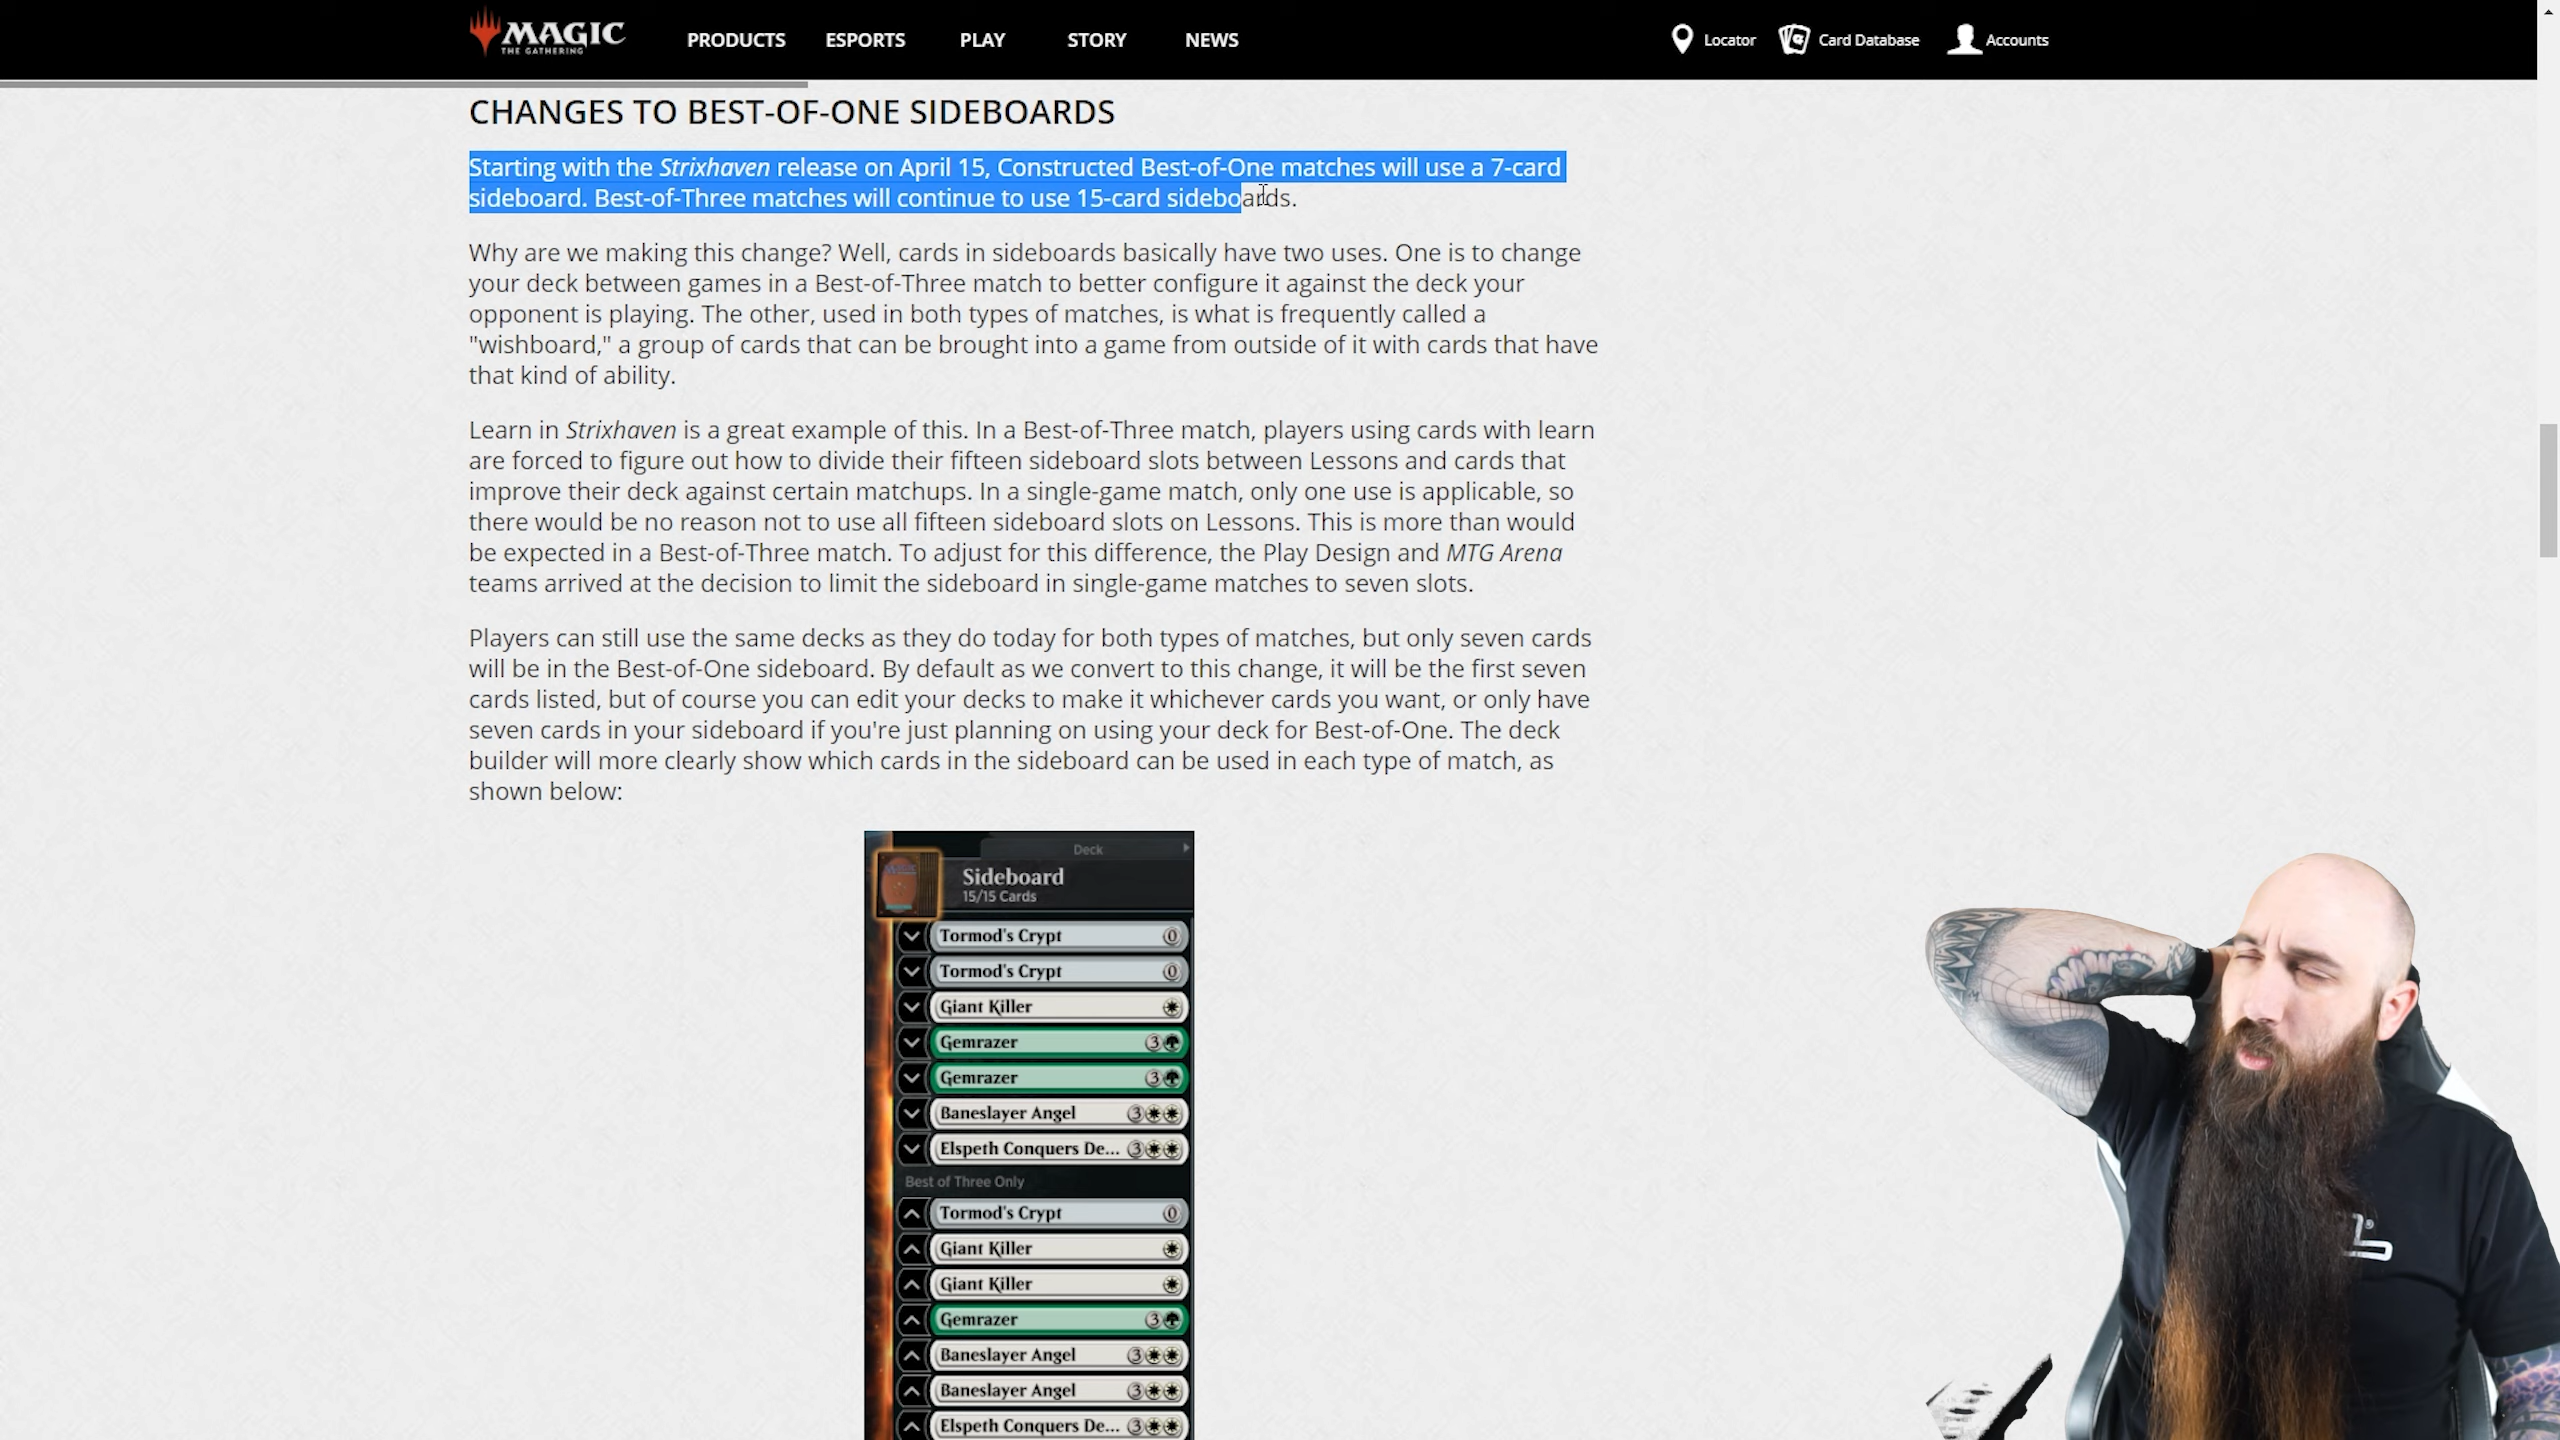 MAGIC
THE GATHERING
PRODUCTS ESPORTS PLAY STORY NEWS
Locator Card Database Accounts
CHANGES TO BEST-OF-ONE SIDEBOARDS
Starting with the Strixhaven release on April 15, Constructed Best-of-One matches will use a 7-card
sideboard. Best-of-Three matches will continue to use 15-card sideboards.
Why are we making this change? Well, cards in sideboards basically have two uses. One is to change
your deck between games in a Best-of-Three match to better configure it against the deck your
opponent is playing. The other, used in both types of matches, is what is frequently called a
"wishboard," a group of cards that can be brought into a game from outside of it with cards that have
that kind of ability.
Learn in Strixhaven is a great example of this. In a Best-of-Three match, players using cards with learn
are forced to figure out how to divide their fifteen sideboard slots between Lessons and cards that
improve their deck against certain matchups. In a single-game match, only one use is applicable, so
there would be no reason not to use all fifteen sideboard slots on Lessons. This is more than would
be expected in a Best-of-Three match. To adjust for this difference, the Play Design and MTG Arena
teams arrived at the decision to limit the sideboard in single-game matches to seven slots.
Players can still use the same decks as they do today for both types of matches, but only seven cards
will be in the Best-of-One sideboard. By default as we convert to this change, it will be the first seven
cards listed, but of course you can edit your decks to make it whichever cards you want, or only have
seven cards in your sideboard if you're just planning on using your deck for Best-of-One. The deck
builder will more clearly show which cards in the sideboard can be used in each type of match, as
shown below:
Deck
Sideboard
15/15 Cards
Tormod's Crypt 0
Tormod's Crypt 0
Giant Killer
Gemrazer 3
Gemrazer 3
Baneslayer Angel 3
Elspeth Conquers De... 3
Best of Three Only
Tormod's Crypt 0
Giant Killer
Giant Killer
Gemrazer 3
Baneslayer Angel 3
Baneslayer Angel 3
Elspeth Conquers De... 3